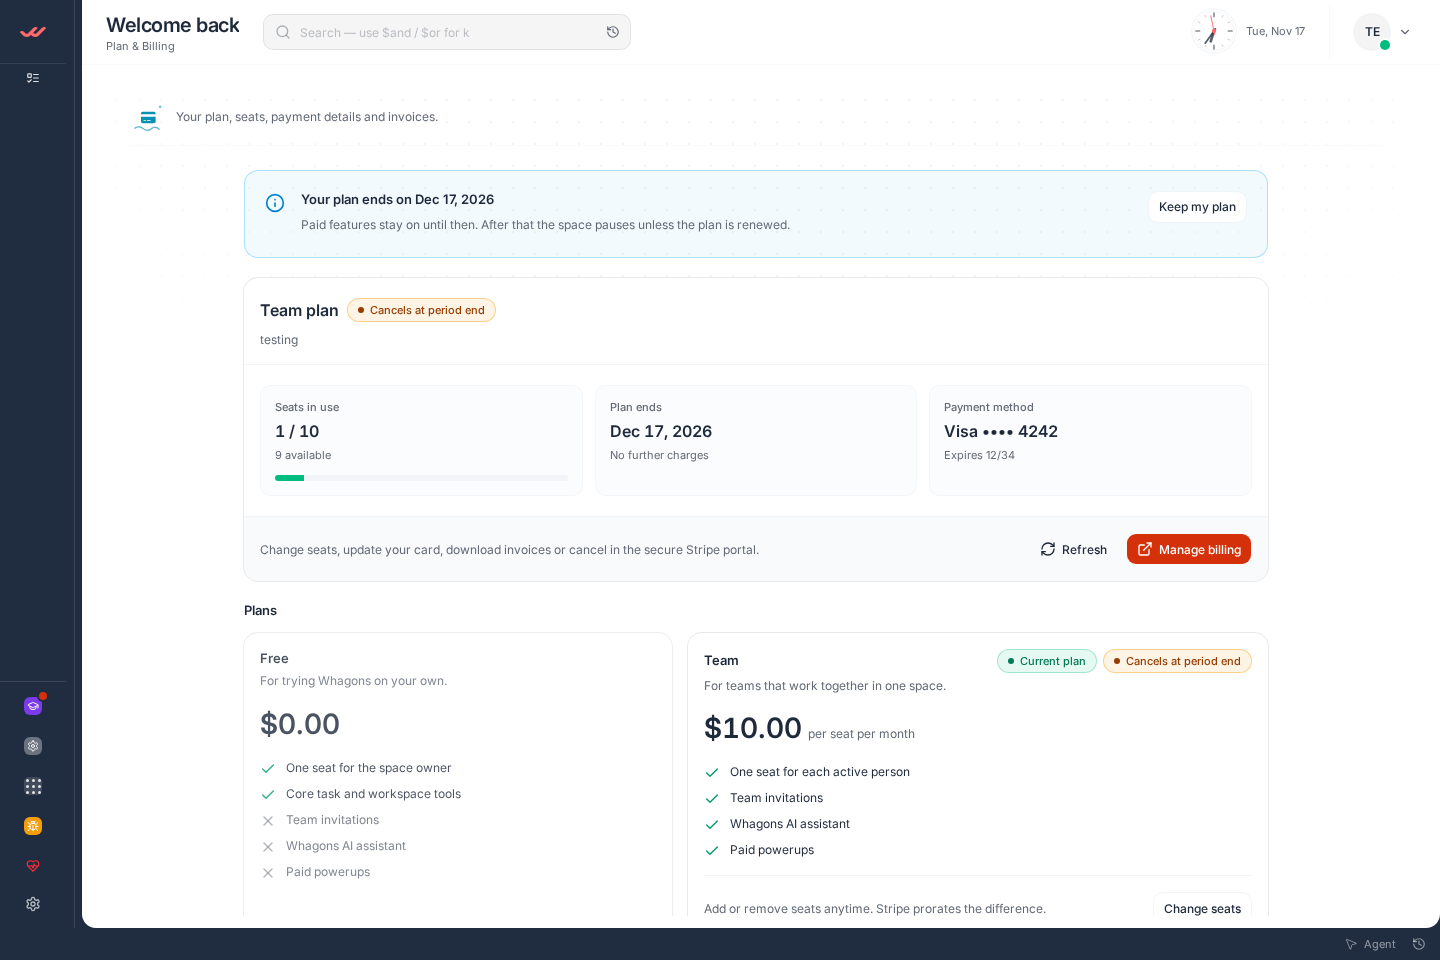 Welcome back
Plan & Billing
Search — use $and / $or for k
Tue, Nov 17
TE
Your plan, seats, payment details and invoices.
Your plan ends on Dec 17, 2026
Paid features stay on until then. After that the space pauses unless the plan is renewed.
Keep my plan
Team plan
Cancels at period end
testing
Seats in use
1 / 10
9 available
Plan ends
Dec 17, 2026
No further charges
Payment method
Visa •••• 4242
Expires 12/34
Change seats, update your card, download invoices or cancel in the secure Stripe portal.
Refresh
Manage billing
Plans
Free
For trying Whagons on your own.
$0.00
One seat for the space owner
Core task and workspace tools
Team invitations
Whagons AI assistant
Paid powerups
Team
Current plan
Cancels at period end
For teams that work together in one space.
$10.00 per seat per month
One seat for each active person
Team invitations
Whagons AI assistant
Paid powerups
Add or remove seats anytime. Stripe prorates the difference.
Change seats
Agent